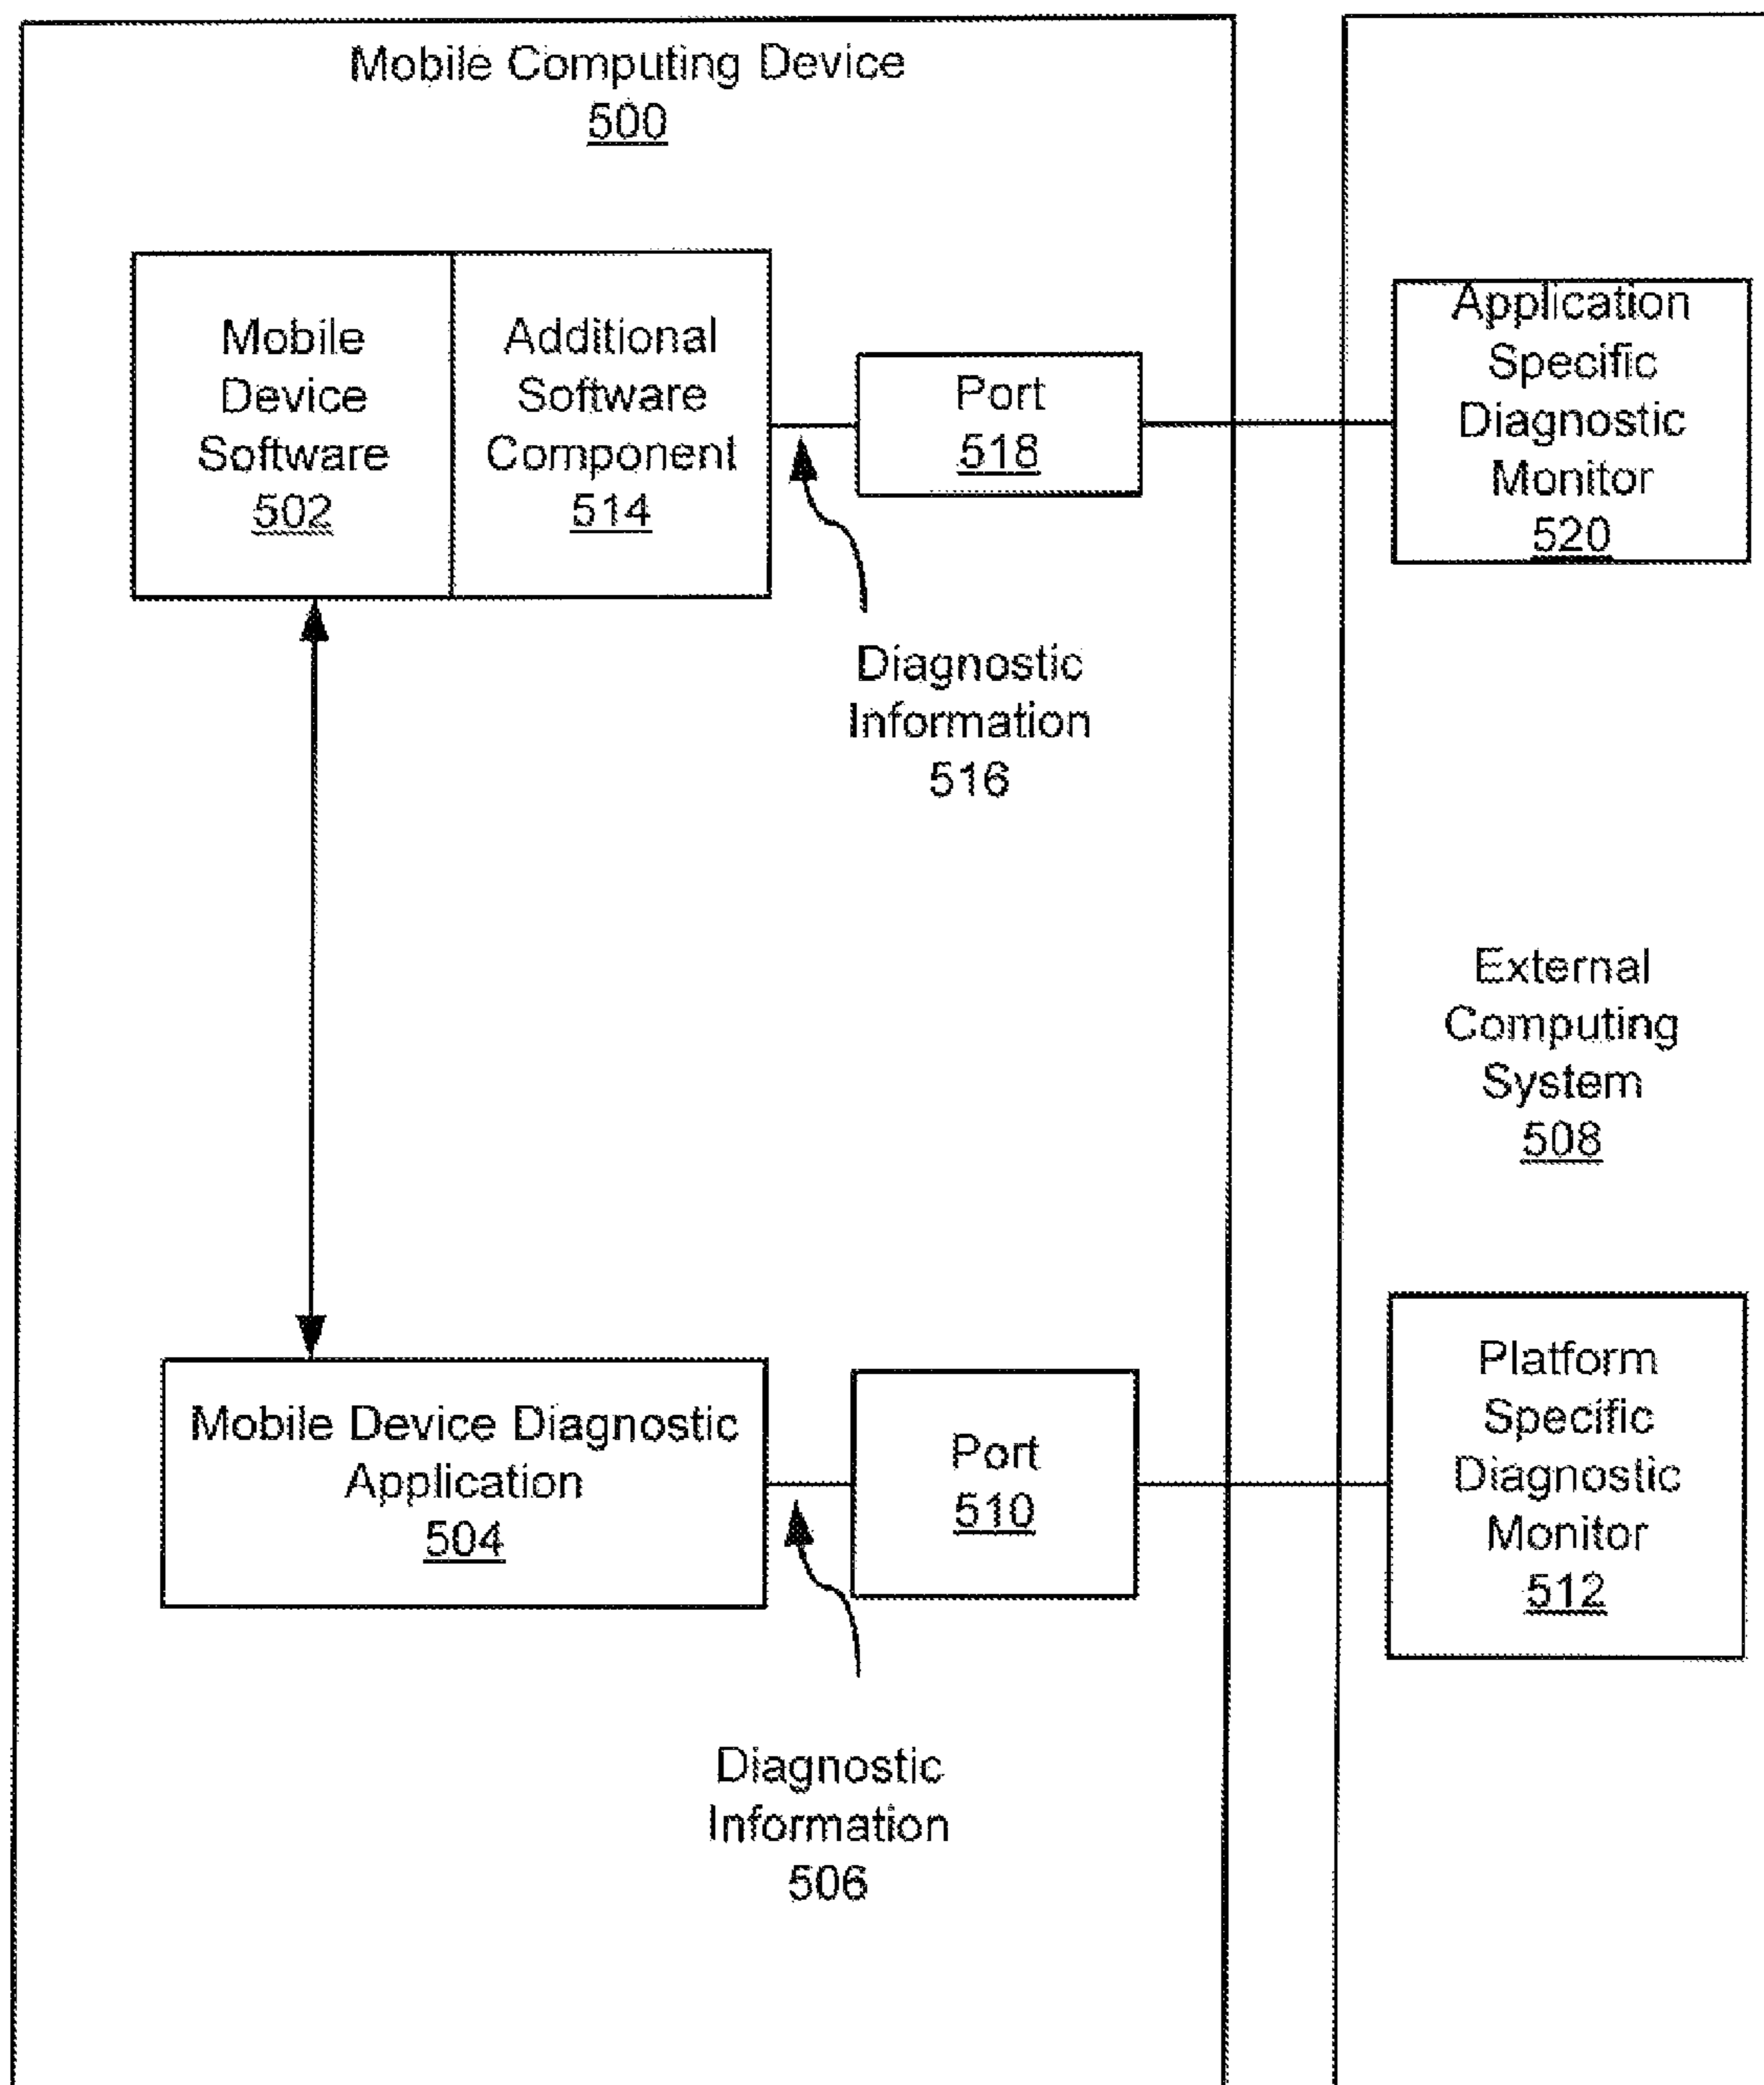 Mobile Computing Device
500
Mobile
Device
Software
502
Additional
Software
Component
514
Port
518
Application
Specific
Diagnostic
Monitor
520
Diagnostic
Information
516
External
Computing
System
508
Mobile Device Diagnostic
Application
504
Port
510
Platform
Specific
Diagnostic
Monitor
512
Diagnostic
Information
506